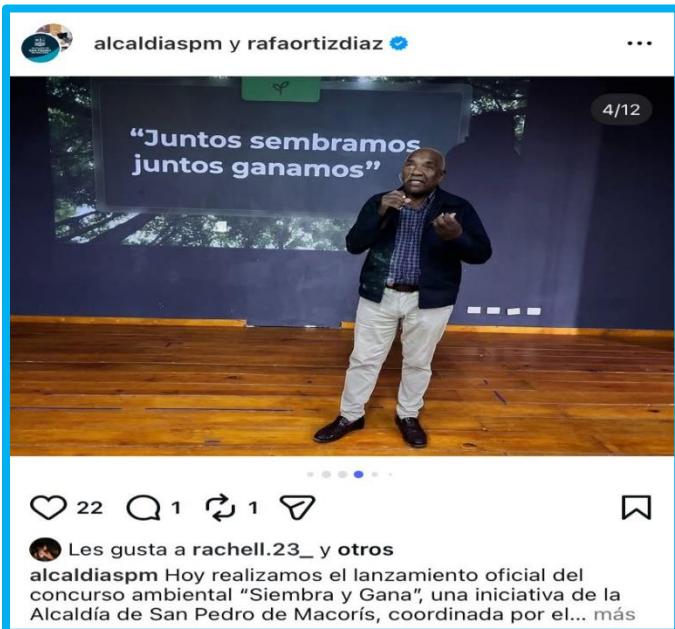 alcaldiaspm y rafaortizdiaz
4/12
“Juntos sembramos
juntos ganamos”
22 1 1
Les gusta a rachell.23_ y otros
alcaldiaspm Hoy realizamos el lanzamiento oficial del
concurso ambiental “Siembra y Gana”, una iniciativa de la
Alcaldía de San Pedro de Macorís, coordinada por el... más